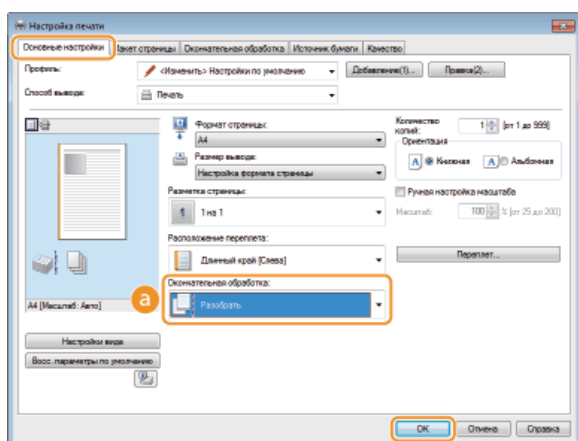 Настройка печати
Основные настройки Макет страницы Окончательная обработка Источник бумаги Качество
Профиль: <Изменить> Настройки по умолчанию Добавление(1)... Правка(2)...
Способ вывода: Печать
Формат страницы:
A4
Размер вывода:
Настройка формата страницы
Количество копий: 1 [от 1 до 999]
Ориентация
A Книжная A Альбомная
Разметка страницы:
1 1 на 1
Ручная настройка масштаба
Масштаб: 100 % [от 25 до 200]
Расположение переплета:
Длинный край [Слева]
Переплет...
Окончательная обработка:
a Разобрать
A4 [Масштаб: Авто]
Настройки вида
Восс. параметры по умолчанию
OK Отмена Справка